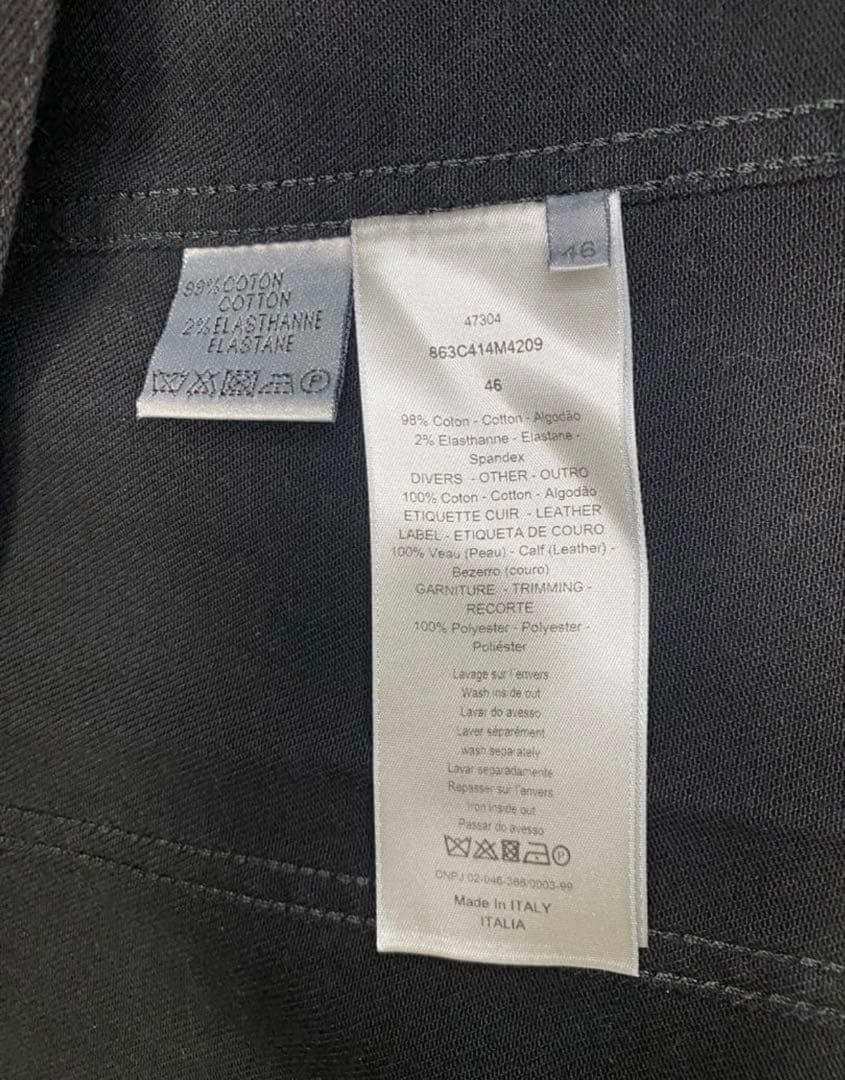 99% COTON
COTTON
2% ELASTHANNE
ELASTANE
P
46
47304
863C414M4209
46
98% Coton - Cotton - Algodão
2% Elasthanne - Elastane -
Spandex
DIVERS - OTHER - OUTRO
100% Coton - Cotton - Algodão
ETIQUETTE CUIR - LEATHER
LABEL - ETIQUETA DE COURO
100% Veau (Peau) - Calf (Leather) -
Bezerro (couro)
GARNITURE - TRIMMING -
RECORTE
100% Polyester - Polyester -
Poliéster
Lavage sur l'envers
Wash inside out
Lavar do avesso
Laver séparément
wash separately
Lavar separadamente
Repasser sur l'envers
Iron inside out
Passar do avesso
P
CNPJ 02-046-388/0003-99
Made In ITALY
ITALIA